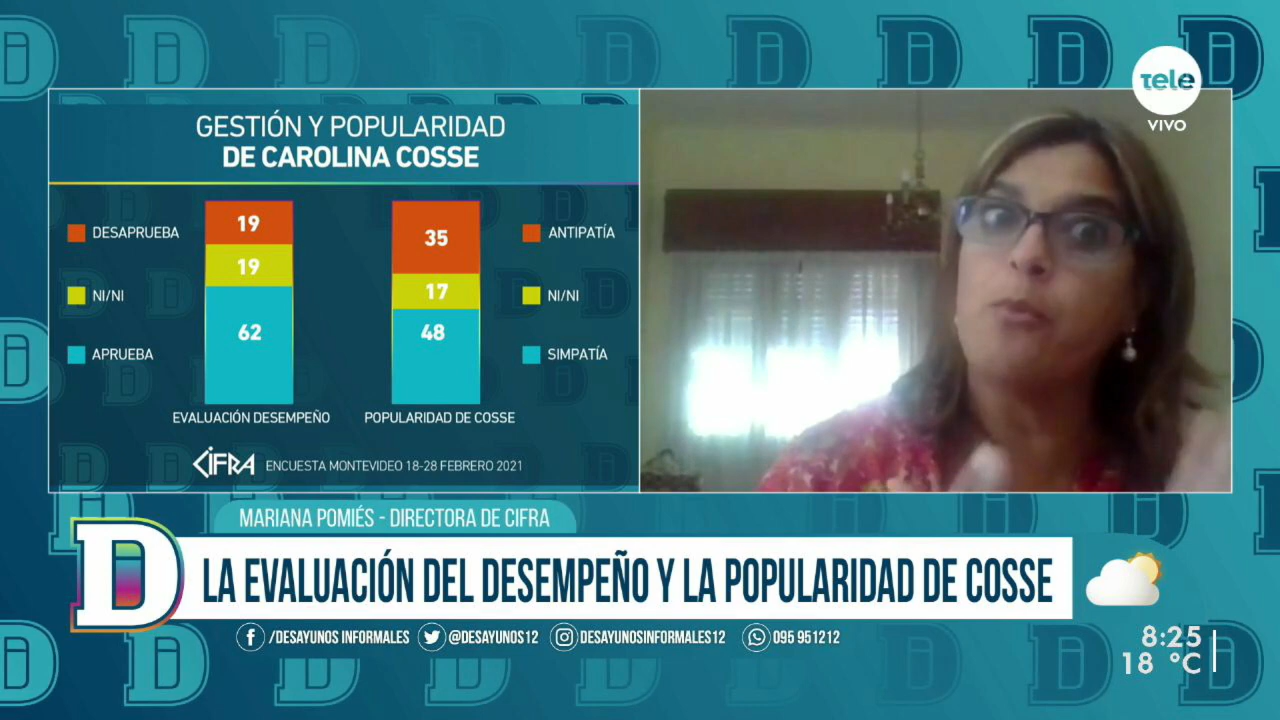 tele
VIVO
GESTIÓN Y POPULARIDAD
DE CAROLINA COSSE
DESAPRUEBA
NI/NI
APRUEBA
19
19
62
35
17
48
ANTIPATÍA
NI/NI
SIMPATÍA
EVALUACIÓN DESEMPEÑO
POPULARIDAD DE COSSE
CIFRA ENCUESTA MONTEVIDEO 18-28 FEBRERO 2021
MARIANA POMIÉS - DIRECTORA DE CIFRA
D LA EVALUACIÓN DEL DESEMPEÑO Y LA POPULARIDAD DE COSSE
/DESAYUNOS INFORMALES @DESAYUNOS12 DESAYUNOSINFORMALES12 095 951212
8:25
18 °C